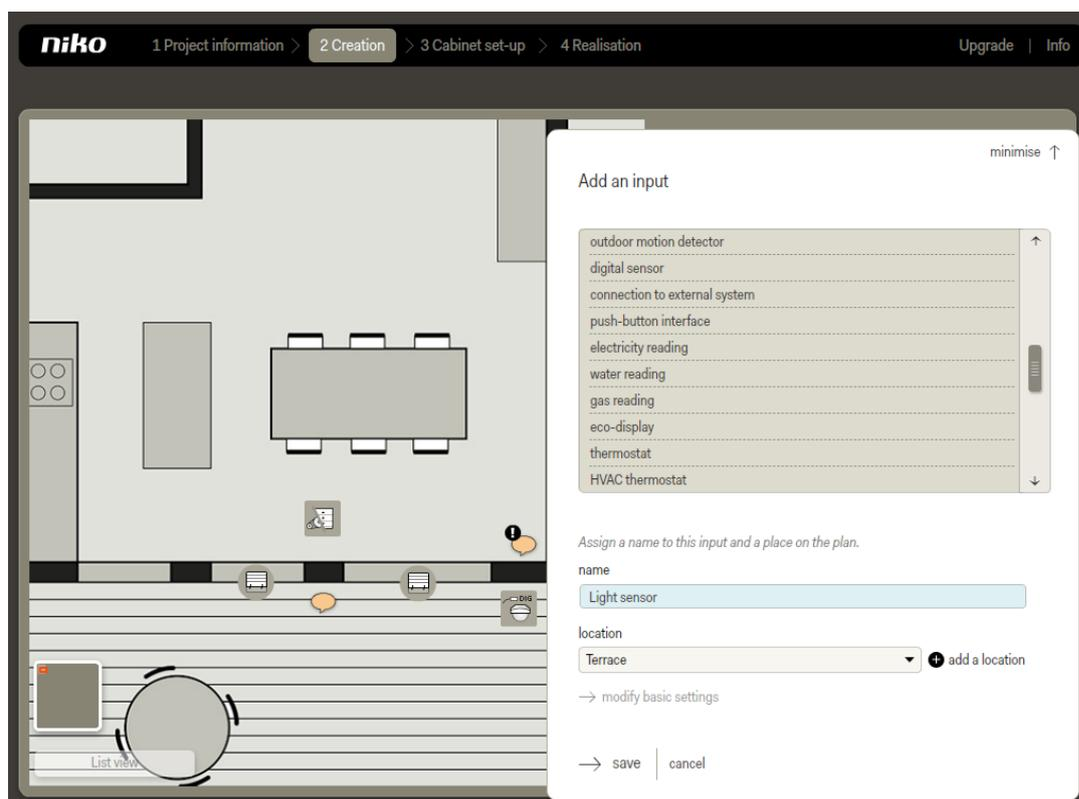 niko 1 Project information 2 Creation 3 Cabinet set-up 4 Realisation Upgrade | Info
minimise
Add an input
outdoor motion detector
digital sensor
connection to external system
push-button interface
electricity reading
water reading
gas reading
eco-display
thermostat
HVAC thermostat
Assign a name to this input and a place on the plan.
name
Light sensor
location
Terrace add a location
modify basic settings
save cancel
DIG
List view